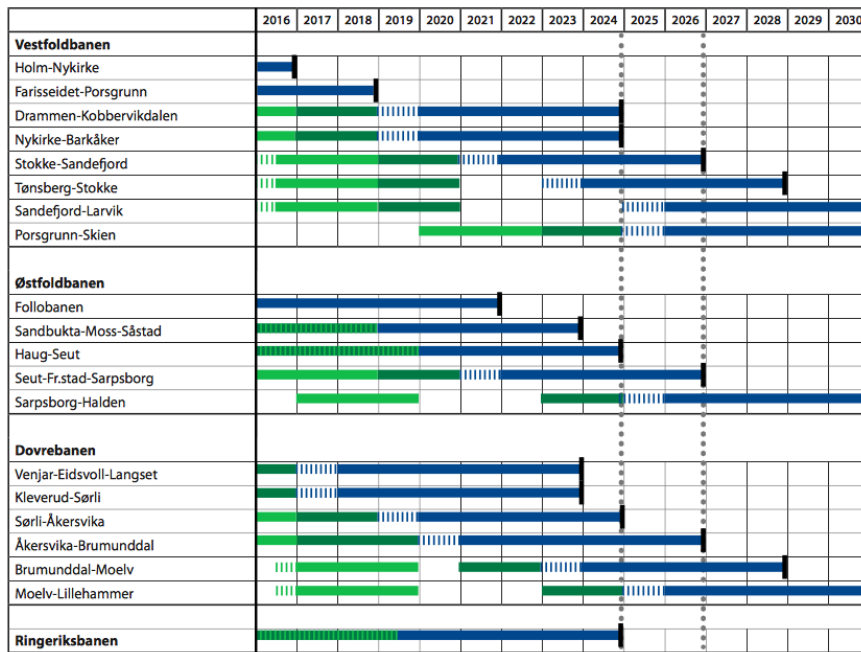 2016 2017 2018 2019 2020 2021 2022 2023 2024 2025 2026 2027 2028 2029 2030
Vestfoldbanen
Holm-Nykirke
Farisseidet-Porsgrunn
Drammen-Kobbervikdalen
Nykirke-Barkåker
Stokke-Sandefjord
Tønsberg-Stokke
Sandefjord-Larvik
Porsgrunn-Skien
Østfoldbanen
Follobanen
Sandbukta-Moss-Såstad
Haug-Seut
Seut-Fr.stad-Sarpsborg
Sarpsborg-Halden
Dovrebanen
Venjar-Eidsvoll-Langset
Kleverud-Sørli
Sørli-Åkersvika
Åkersvika-Brumunddal
Brumunddal-Moelv
Moelv-Lillehammer
Ringeriksbanen